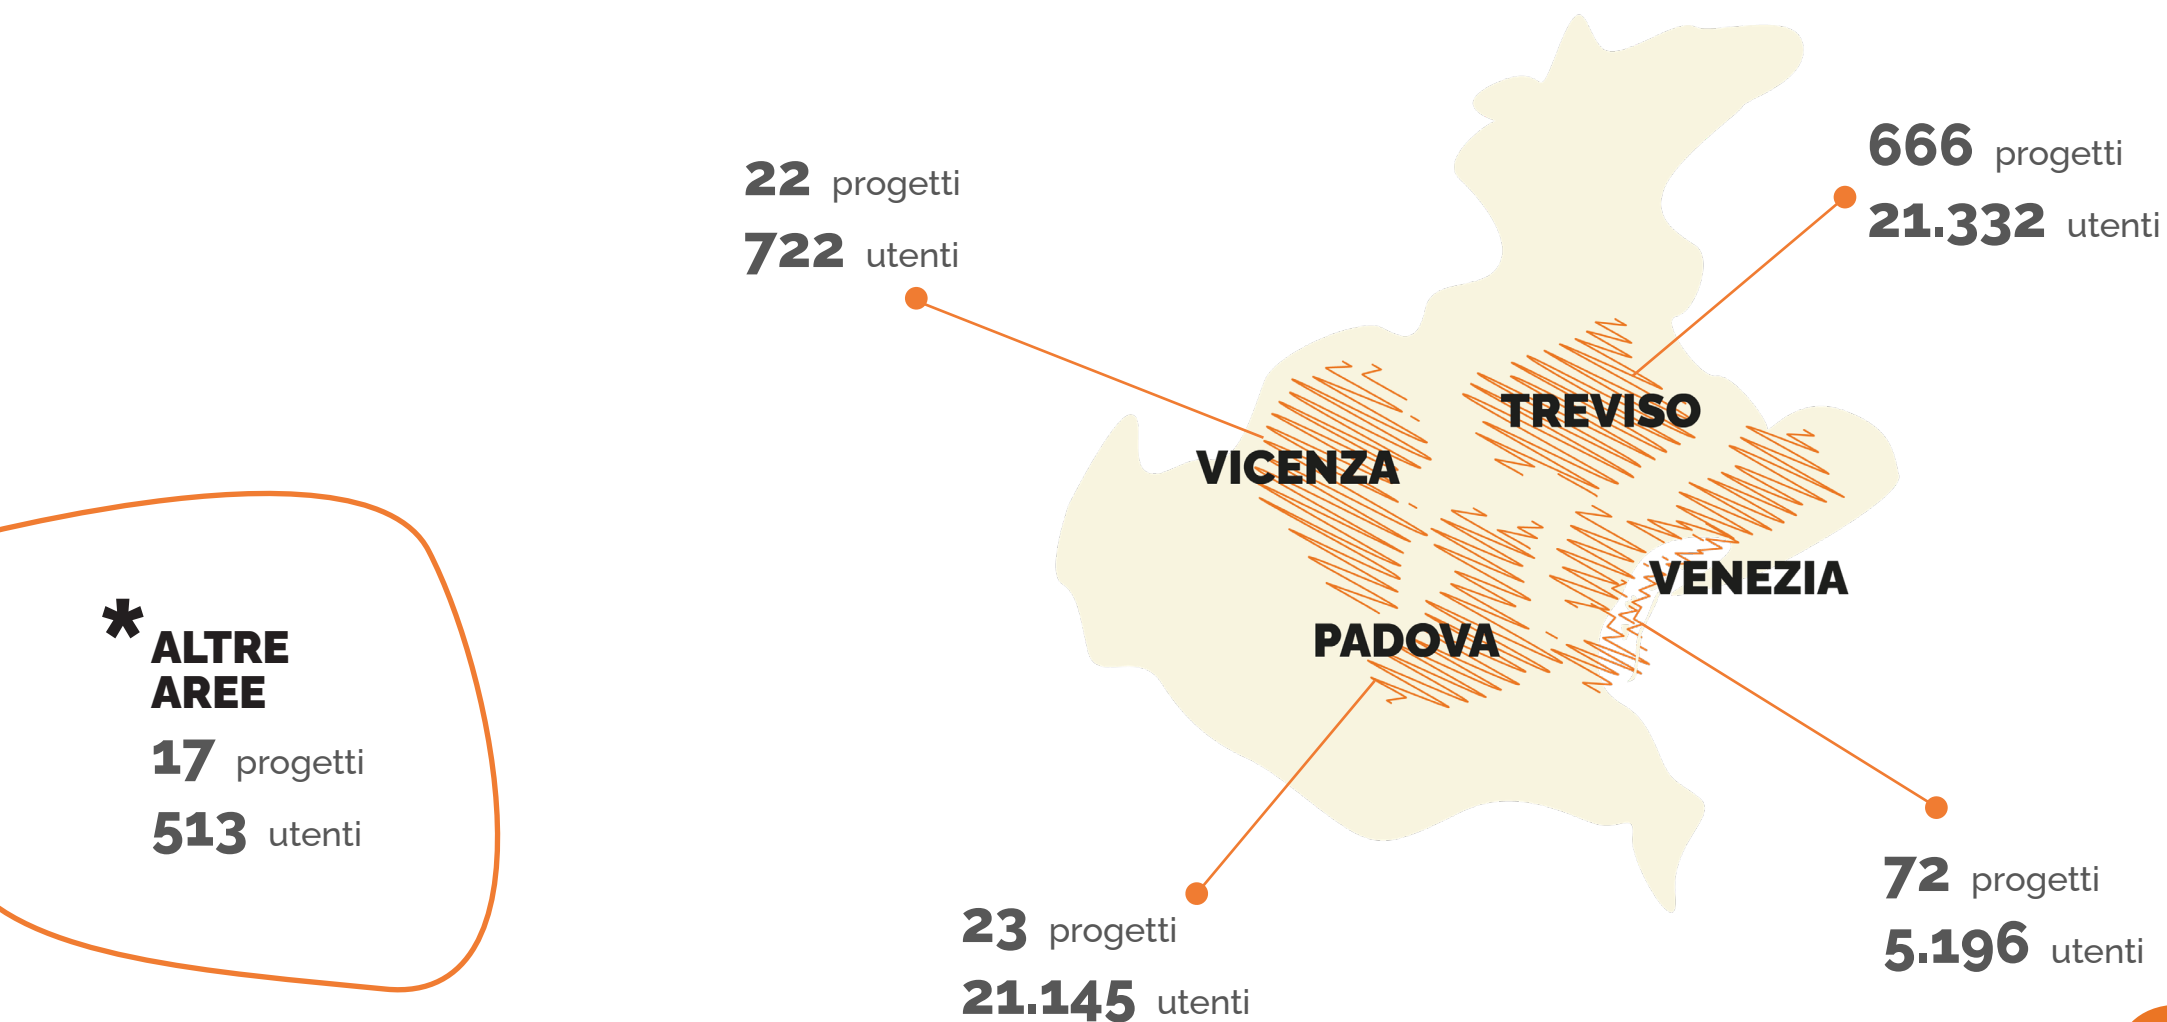 22 progetti
722 utenti
666 progetti
21.332 utenti
TREVISO
VICENZA
VENEZIA
PADOVA
*ALTRE
AREE
17 progetti
513 utenti
72 progetti
5.196 utenti
23 progetti
21.145 utenti